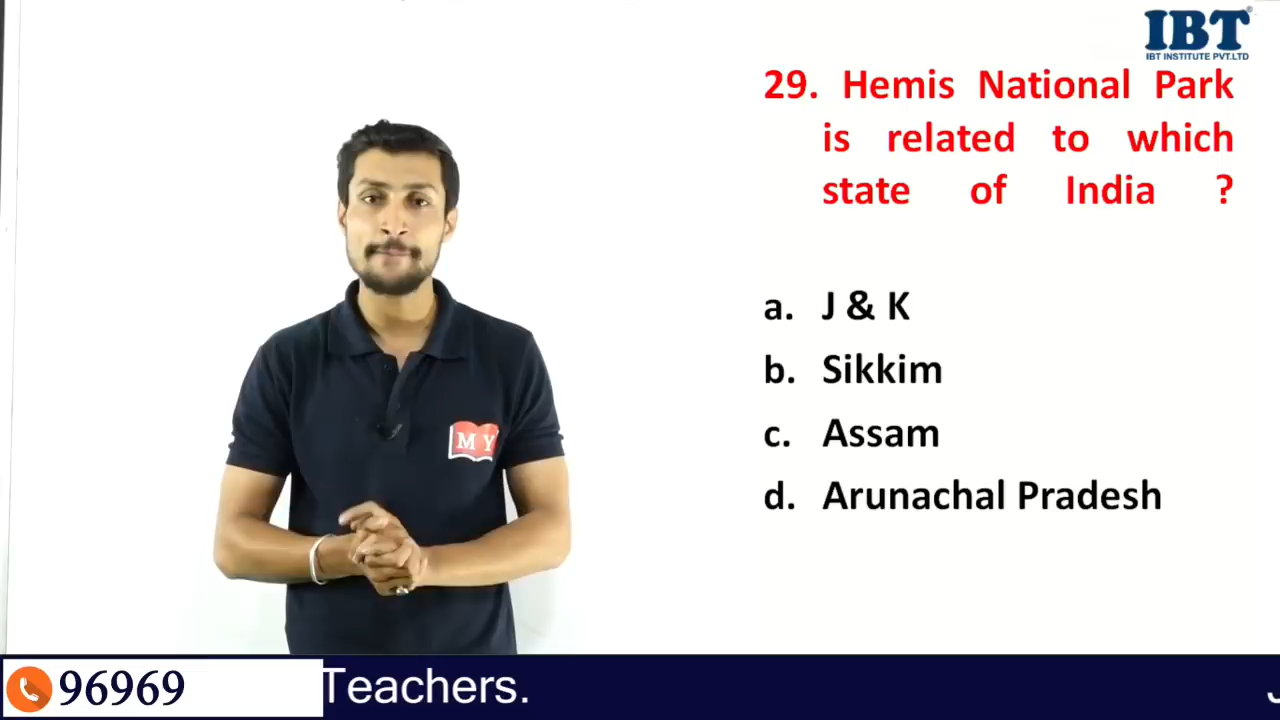 IBT
IBT INSTITUTE PVT.LTD
29. Hemis National Park
is related to which
state of India ?
a. J & K
b. Sikkim
c. Assam
d. Arunachal Pradesh
M Y
96969
Teachers.